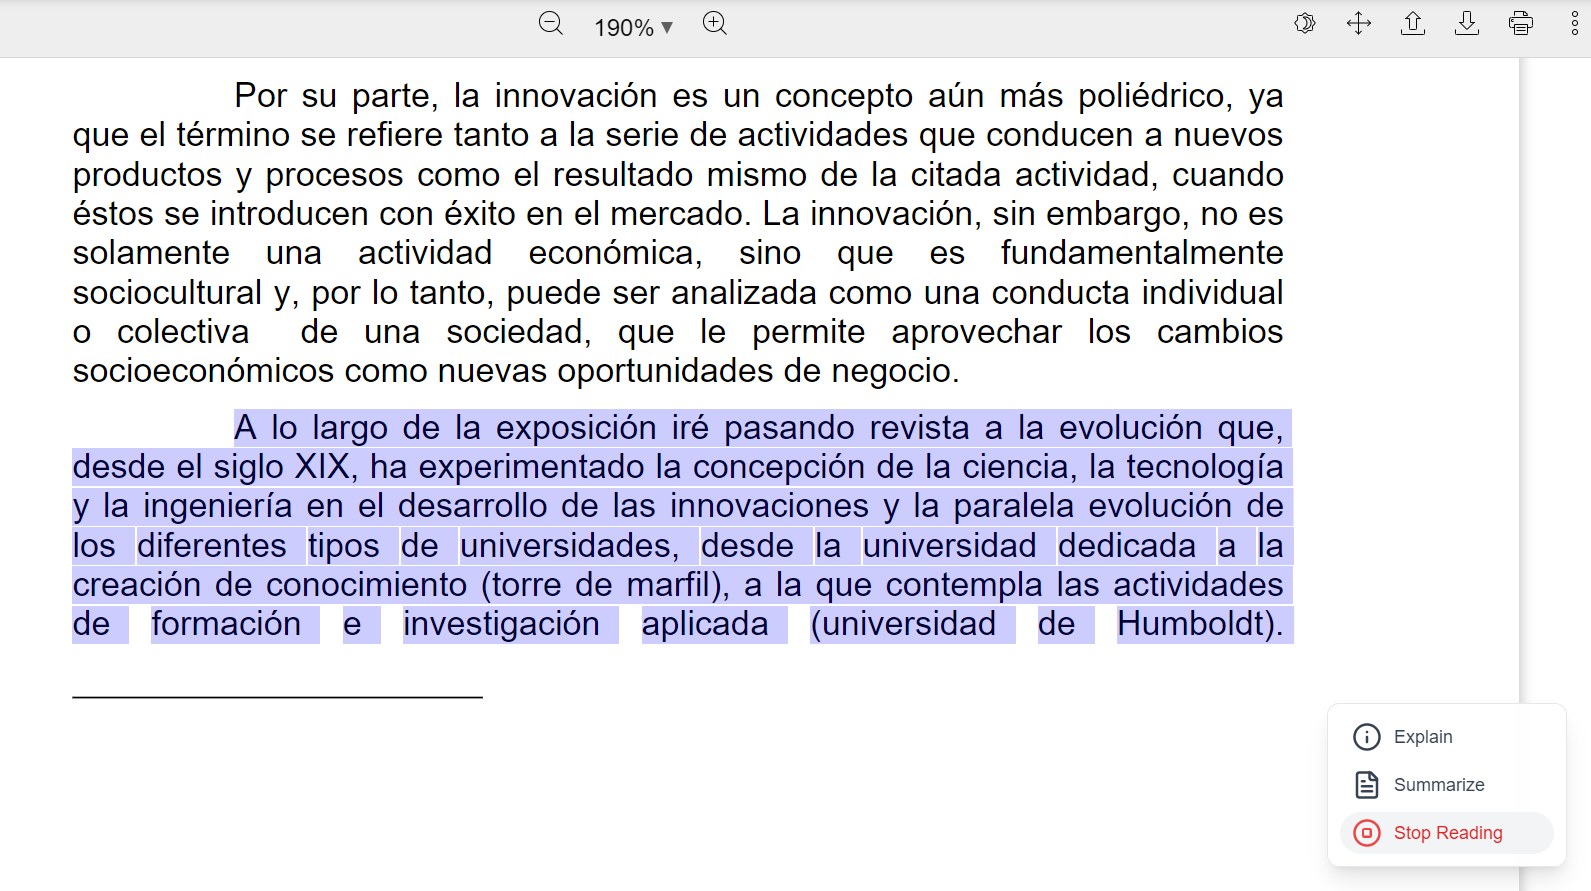 190% ▼
Por su parte, la innovación es un concepto aún más poliédrico, ya
que el término se refiere tanto a la serie de actividades que conducen a nuevos
productos y procesos como el resultado mismo de la citada actividad, cuando
éstos se introducen con éxito en el mercado. La innovación, sin embargo, no es
solamente una actividad económica, sino que es fundamentalmente
sociocultural y, por lo tanto, puede ser analizada como una conducta individual
o colectiva de una sociedad, que le permite aprovechar los cambios
socioeconómicos como nuevas oportunidades de negocio.
A lo largo de la exposición iré pasando revista a la evolución que,
desde el siglo XIX, ha experimentado la concepción de la ciencia, la tecnología
y la ingeniería en el desarrollo de las innovaciones y la paralela evolución de
los diferentes tipos de universidades, desde la universidad dedicada a la
creación de conocimiento (torre de marfil), a la que contempla las actividades
de formación e investigación aplicada (universidad de Humboldt).
Explain
Summarize
Stop Reading